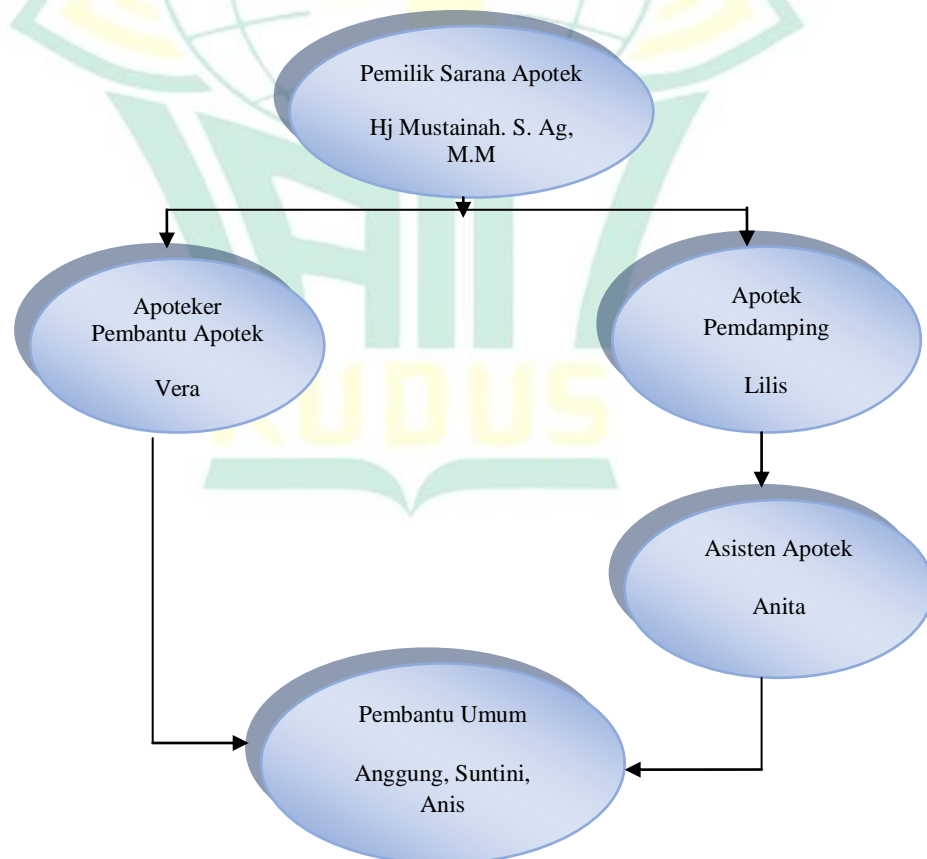 Pemilik Sarana Apotek
Hj Mustainah. S. Ag,
M.M
Apoteker
Pembantu Apotek
Vera
Apotek
Pemdamping
Lilis
KUDUS
Asisten Apotek
Anita
Pembantu Umum
Anggung, Suntini,
Anis